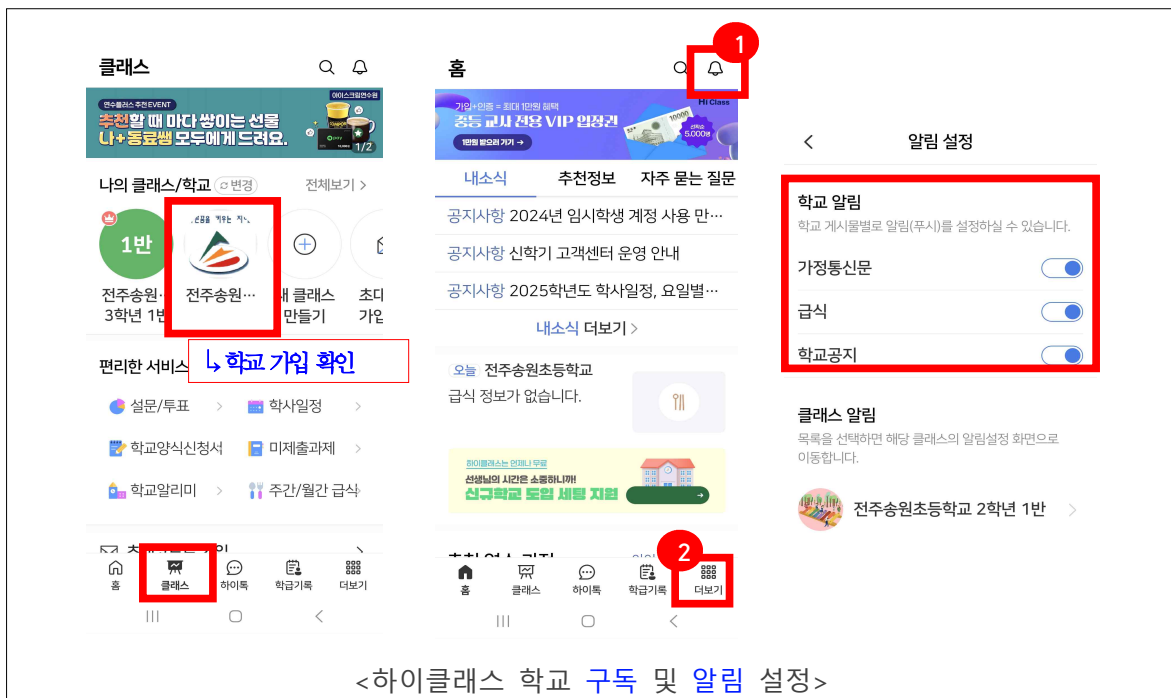 클래스
연수플러스 추천 EVENT
아이스크림연수원
추천할 때 마다 쌓이는 선물
나+동료쌤 모두에게 드려요.
1/2
나의 클래스/학교 변경 전체보기 >
1반
전주송원…
3학년 1반
전주송원…
클래스
만들기
초대
가입
↳ 학교 가입 확인
편리한 서비스
설문/투표 >
학사일정 >
학교양식신청서
미제출과제 >
학교알리미 >
주간/월간 급식
홈
클래스
하이톡
학급기록
더보기
1
홈
가입+인증 = 최대 1만원 혜택
중등 교사 전용 VIP 입장권
1만원 받으러 가기 →
Hi Class
10000
선착순
5,000명
내소식 추천정보 자주 묻는 질문
공지사항 2024년 임시학생 계정 사용 만…
공지사항 신학기 고객센터 운영 안내
공지사항 2025학년도 학사일정, 요일별…
내소식 더보기 >
오늘 전주송원초등학교
급식 정보가 없습니다.
하이클래스는 언제나 무료
선생님의 시간은 소중하니까!
신규학교 도입 세팅 지원
2
홈
클래스
하이톡
학급기록
더보기
< 알림 설정
학교 알림
학교 게시물별로 알림(푸시)를 설정하실 수 있습니다.
가정통신문
급식
학교공지
클래스 알림
목록을 선택하면 해당 클래스의 알림설정 화면으로
이동합니다.
전주송원초등학교 2학년 1반 >
<하이클래스 학교 구독 및 알림 설정>